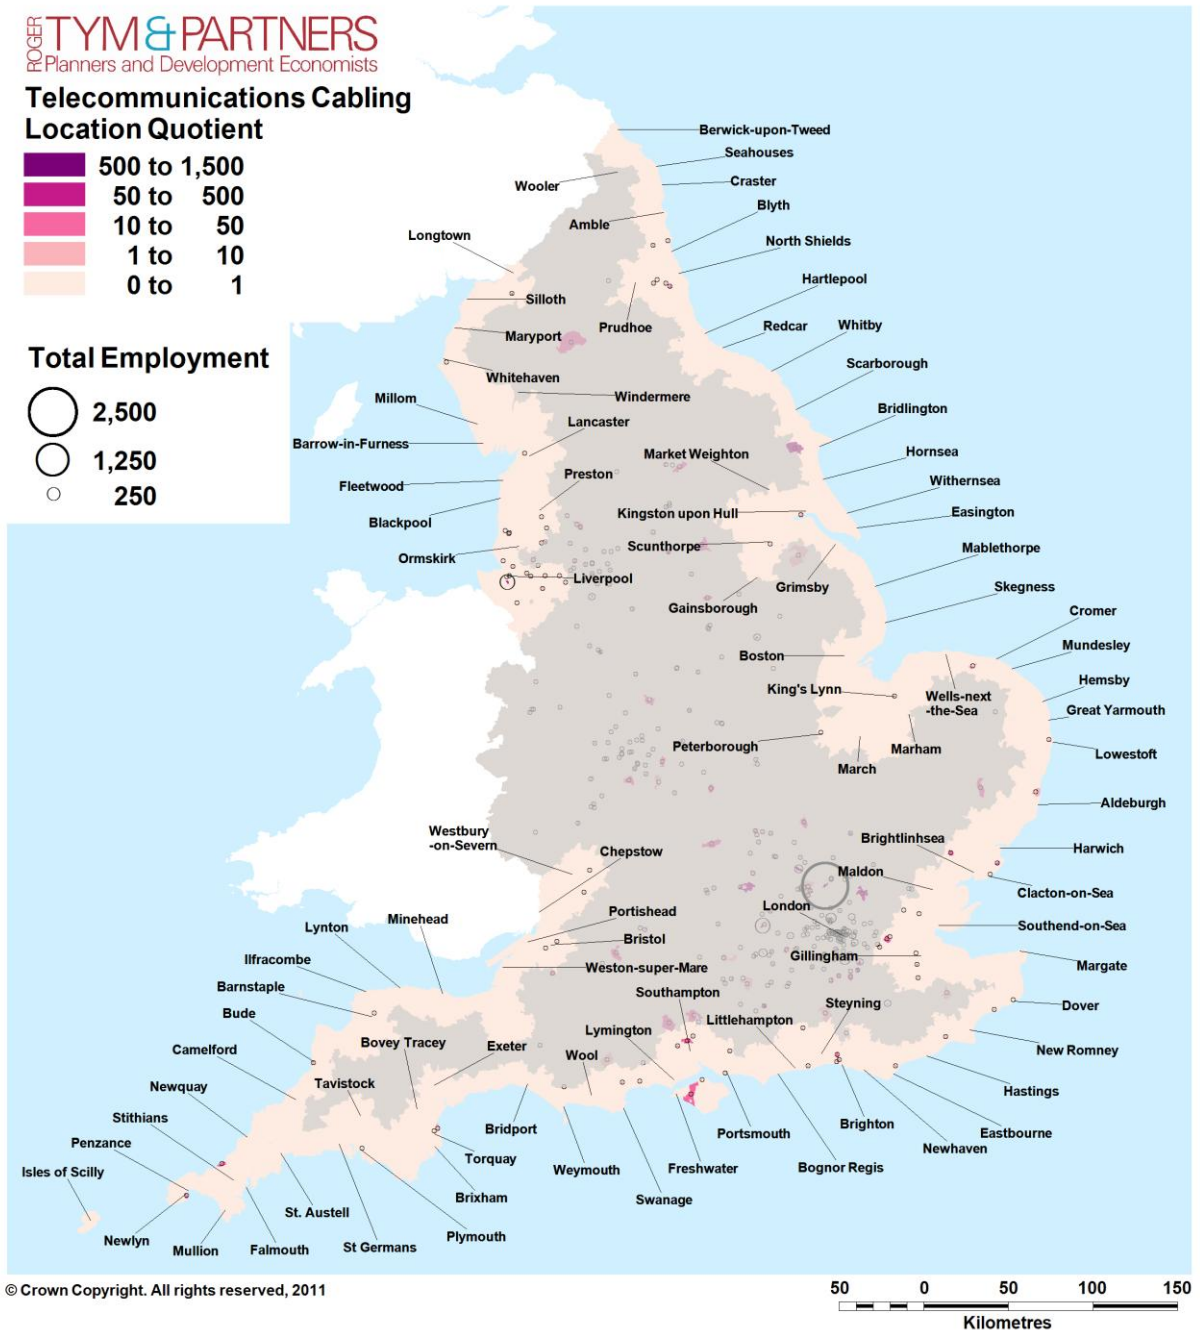 ROGER
TYM & PARTNERS
Planners and Development Economists
Telecommunications Cabling
Location Quotient
500 to 1,500
50 to 500
10 to 50
1 to 10
0 to 1
Total Employment
2,500
1,250
250
Berwick-upon-Tweed
Seahouses
Wooler
Craster
Blyth
Amble
Longtown
North Shields
Hartlepool
Silloth
Prudhoe
Redcar
Whitby
Maryport
Scarborough
Whitehaven
Millom
Windermere
Bridlington
Lancaster
Barrow-in-Furness
Market Weighton
Hornsea
Preston
Fleetwood
Withernsea
Kingston upon Hull
Easington
Blackpool
Scunthorpe
Mablethorpe
Ormskirk
Liverpool
Grimsby
Skegness
Gainsborough
Cromer
Mundesley
Boston
King's Lynn
Wells-next
-the-Sea
Hemsby
Great Yarmouth
Peterborough
Marham
Lowestoft
March
Aldeburgh
Westbury
-on-Severn
Brightlinhsea
Chepstow
Harwich
Maldon
Clacton-on-Sea
London
Portishead
Minehead
Lynton
Southend-on-Sea
Bristol
Gillingham
Ilfracombe
Weston-super-Mare
Margate
Barnstaple
Southampton
Steyning
Dover
Bude
Littlehampton
Lymington
Bovey Tracey
Exeter
Camelford
Wool
New Romney
Tavistock
Newquay
Hastings
Stithians
Bridport
Brighton
Portsmouth
Eastbourne
Penzance
Newhaven
Torquay
Isles of Scilly
Weymouth
Freshwater
Bognor Regis
Brixham
Swanage
St. Austell
Plymouth
Newlyn
Mullion
Falmouth
St Germans
© Crown Copyright. All rights reserved, 2011
50 0 50 100 150
Kilometres